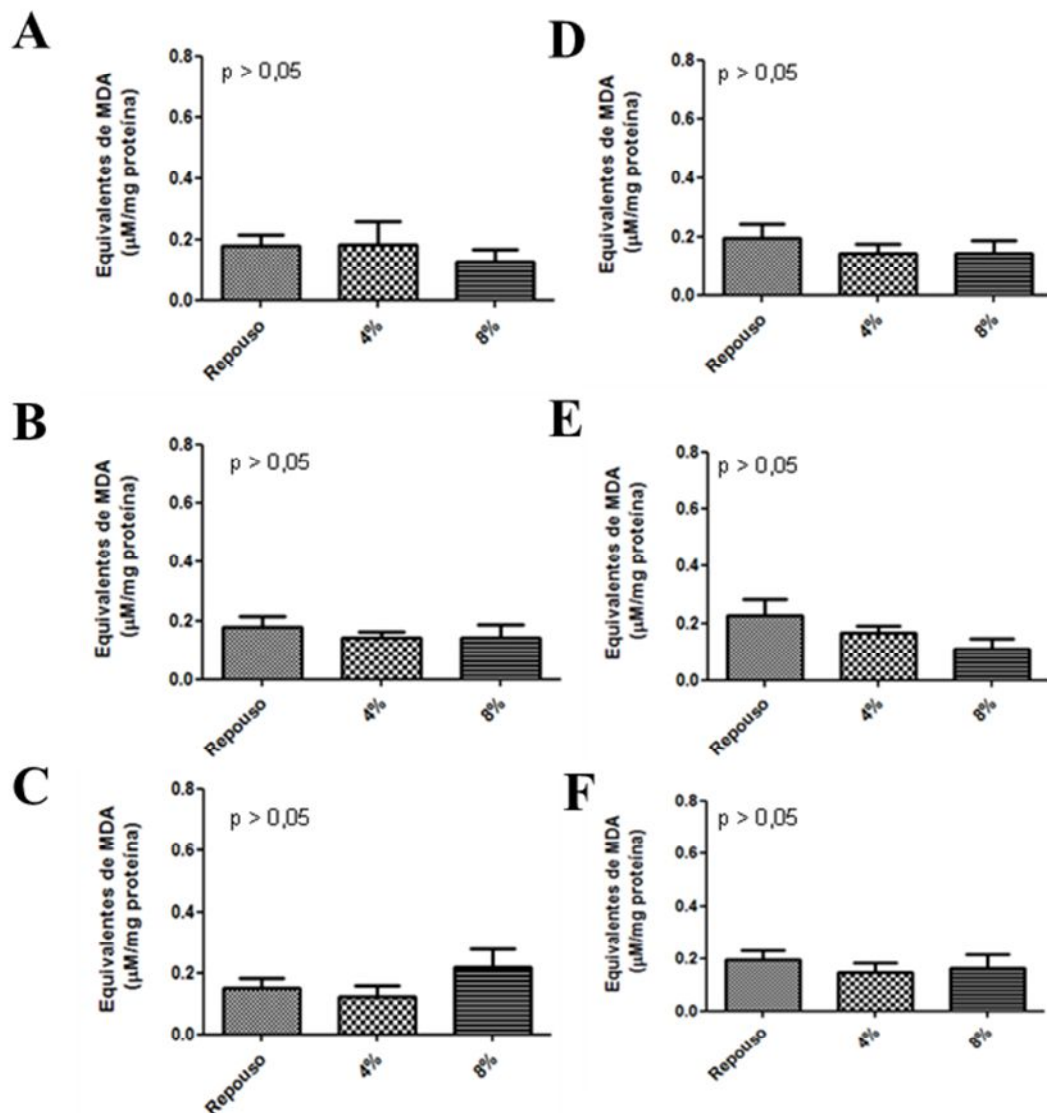 A
Equivalentes de MDA
(µM/mg proteína)
0.8
0.6
0.4
0.2
0.0
p > 0,05
Repouso
4%
8%
D
Equivalentes de MDA
(µM/mg proteína)
0.8
0.6
0.4
0.2
0.0
p > 0,05
Repouso
4%
8%
B
Equivalentes de MDA
(µM/mg proteína)
0.8
0.6
0.4
0.2
0.0
p > 0,05
Repouso
4%
8%
E
Equivalentes de MDA
(µM/mg proteína)
0.8
0.6
0.4
0.2
0.0
p > 0,05
Repouso
4%
8%
C
Equivalentes de MDA
(µM/mg proteína)
0.8
0.6
0.4
0.2
0.0
p > 0,05
Repouso
4%
8%
F
Equivalentes de MDA
(µM/mg proteína)
0.8
0.6
0.4
0.2
0.0
p > 0,05
Repouso
4%
8%